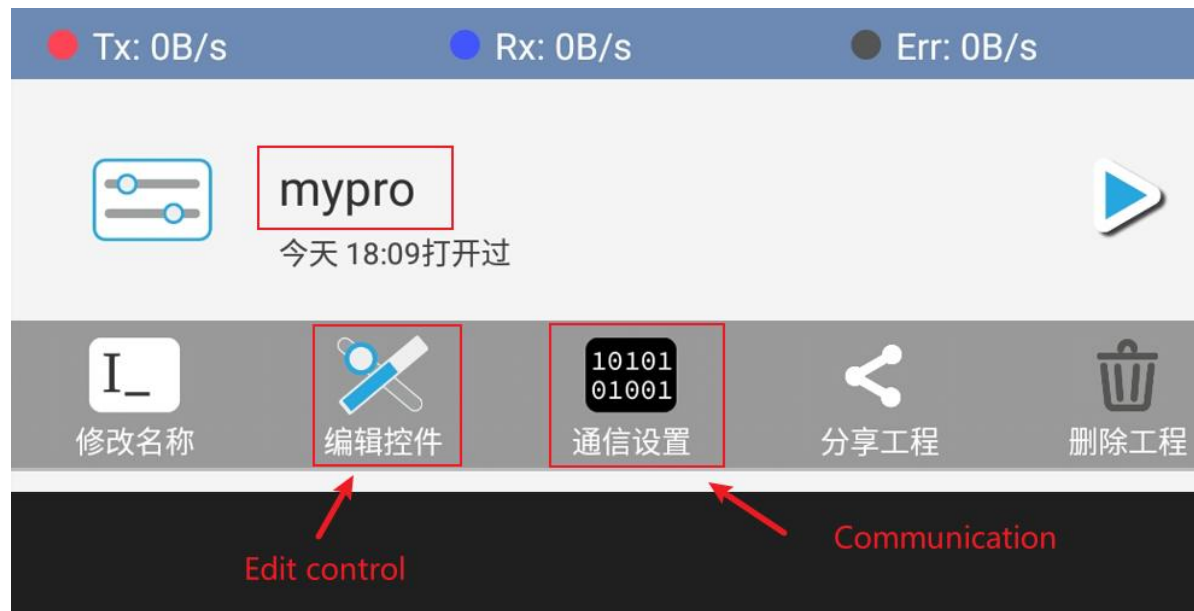 Tx: 0B/s
Rx: 0B/s
Err: 0B/s
mypro
今天 18:09打开过
I_
10101
01001
修改名称
编辑控件
通信设置
分享工程
删除工程
Edit control
Communication